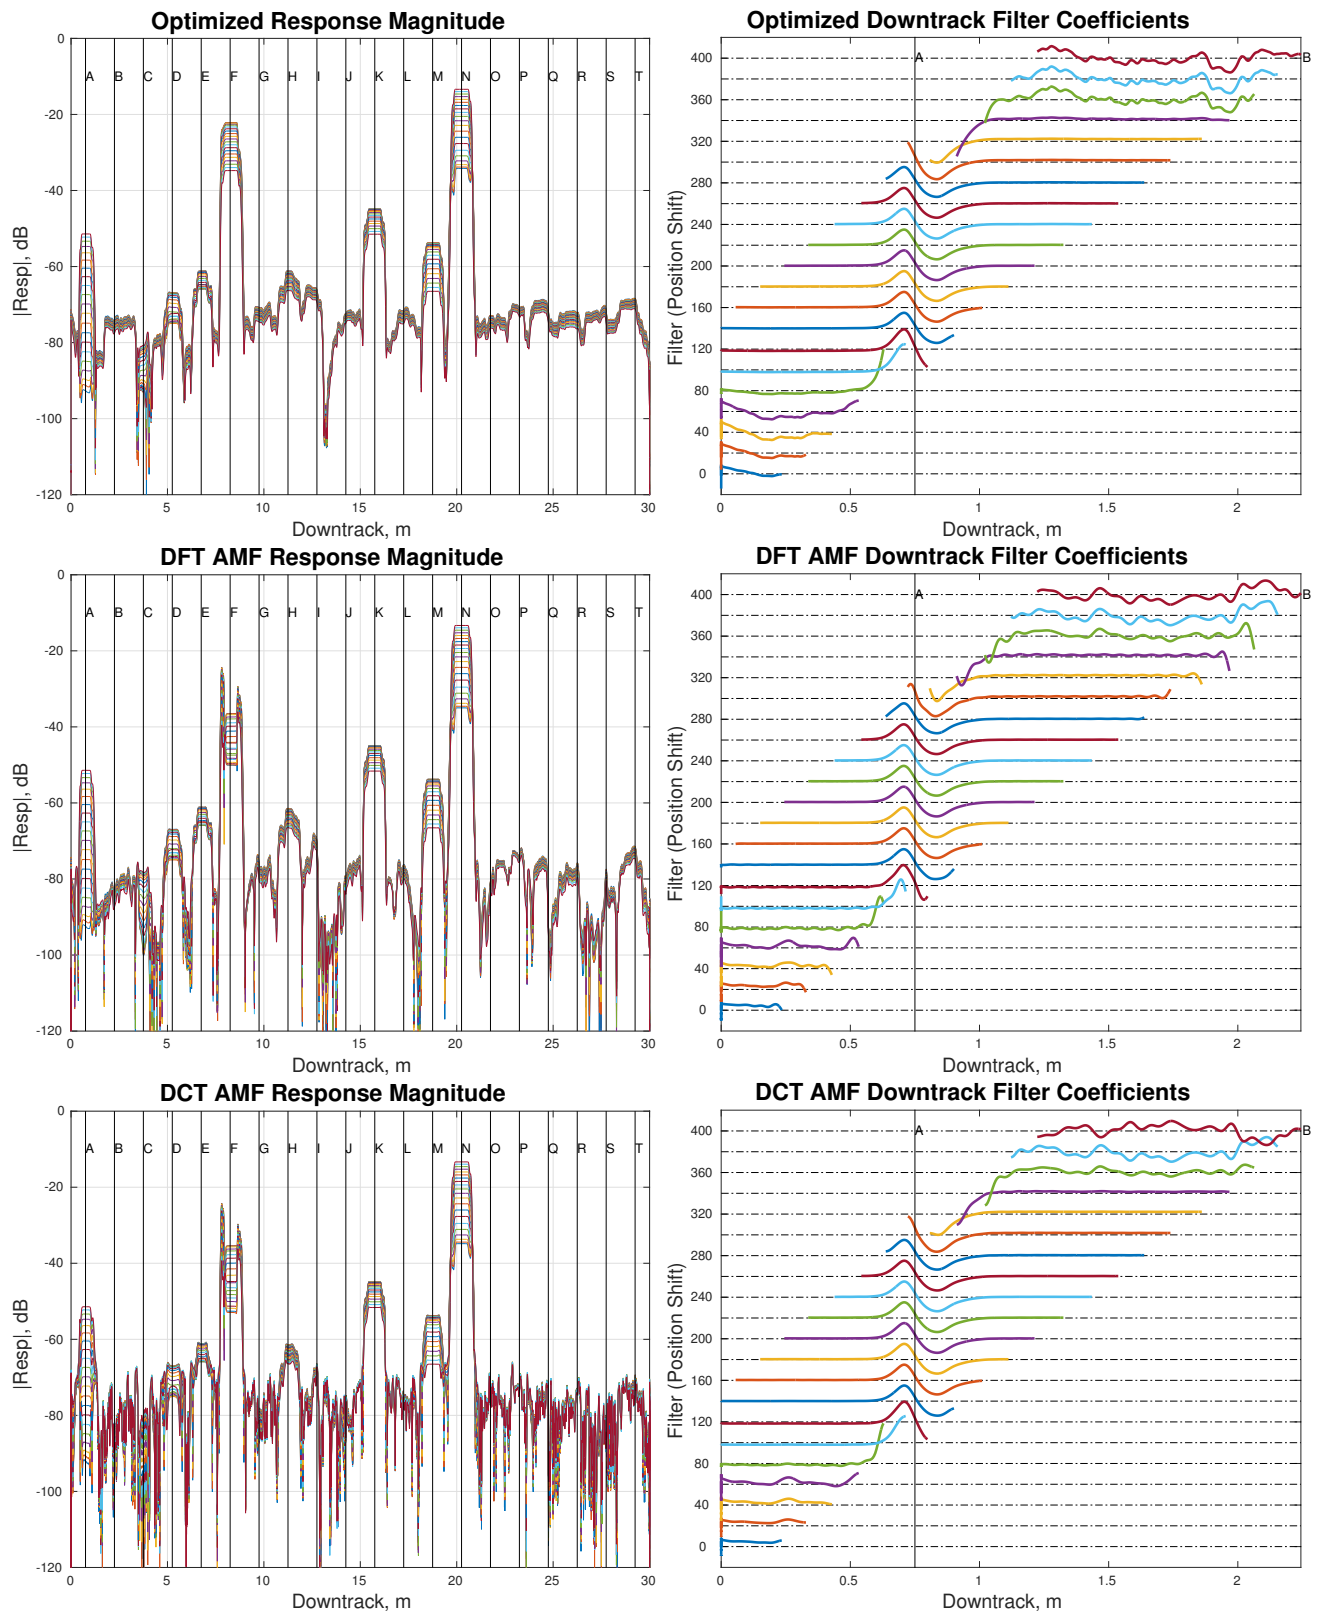 Optimized Response Magnitude
0
-20
-40
-60
-80
-100
-120
|Resp|, dB
A B C D E F G H I J K L M N O P Q R S T
0 5 10 15 20 25 30
Downtrack, m
Optimized Downtrack Filter Coefficients
400
360
320
280
240
200
160
120
80
40
0
Filter (Position Shift)
A B
0 0.5 1 1.5 2
Downtrack, m
DFT AMF Response Magnitude
0
-20
-40
-60
-80
-100
-120
|Resp|, dB
A B C D E F G H I J K L M N O P Q R S T
0 5 10 15 20 25 30
Downtrack, m
DFT AMF Downtrack Filter Coefficients
400
360
320
280
240
200
160
120
80
40
0
Filter (Position Shift)
A B
0 0.5 1 1.5 2
Downtrack, m
DCT AMF Response Magnitude
0
-20
-40
-60
-80
-100
-120
|Resp|, dB
A B C D E F G H I J K L M N O P Q R S T
0 5 10 15 20 25 30
Downtrack, m
DCT AMF Downtrack Filter Coefficients
400
360
320
280
240
200
160
120
80
40
0
Filter (Position Shift)
A B
0 0.5 1 1.5 2
Downtrack, m